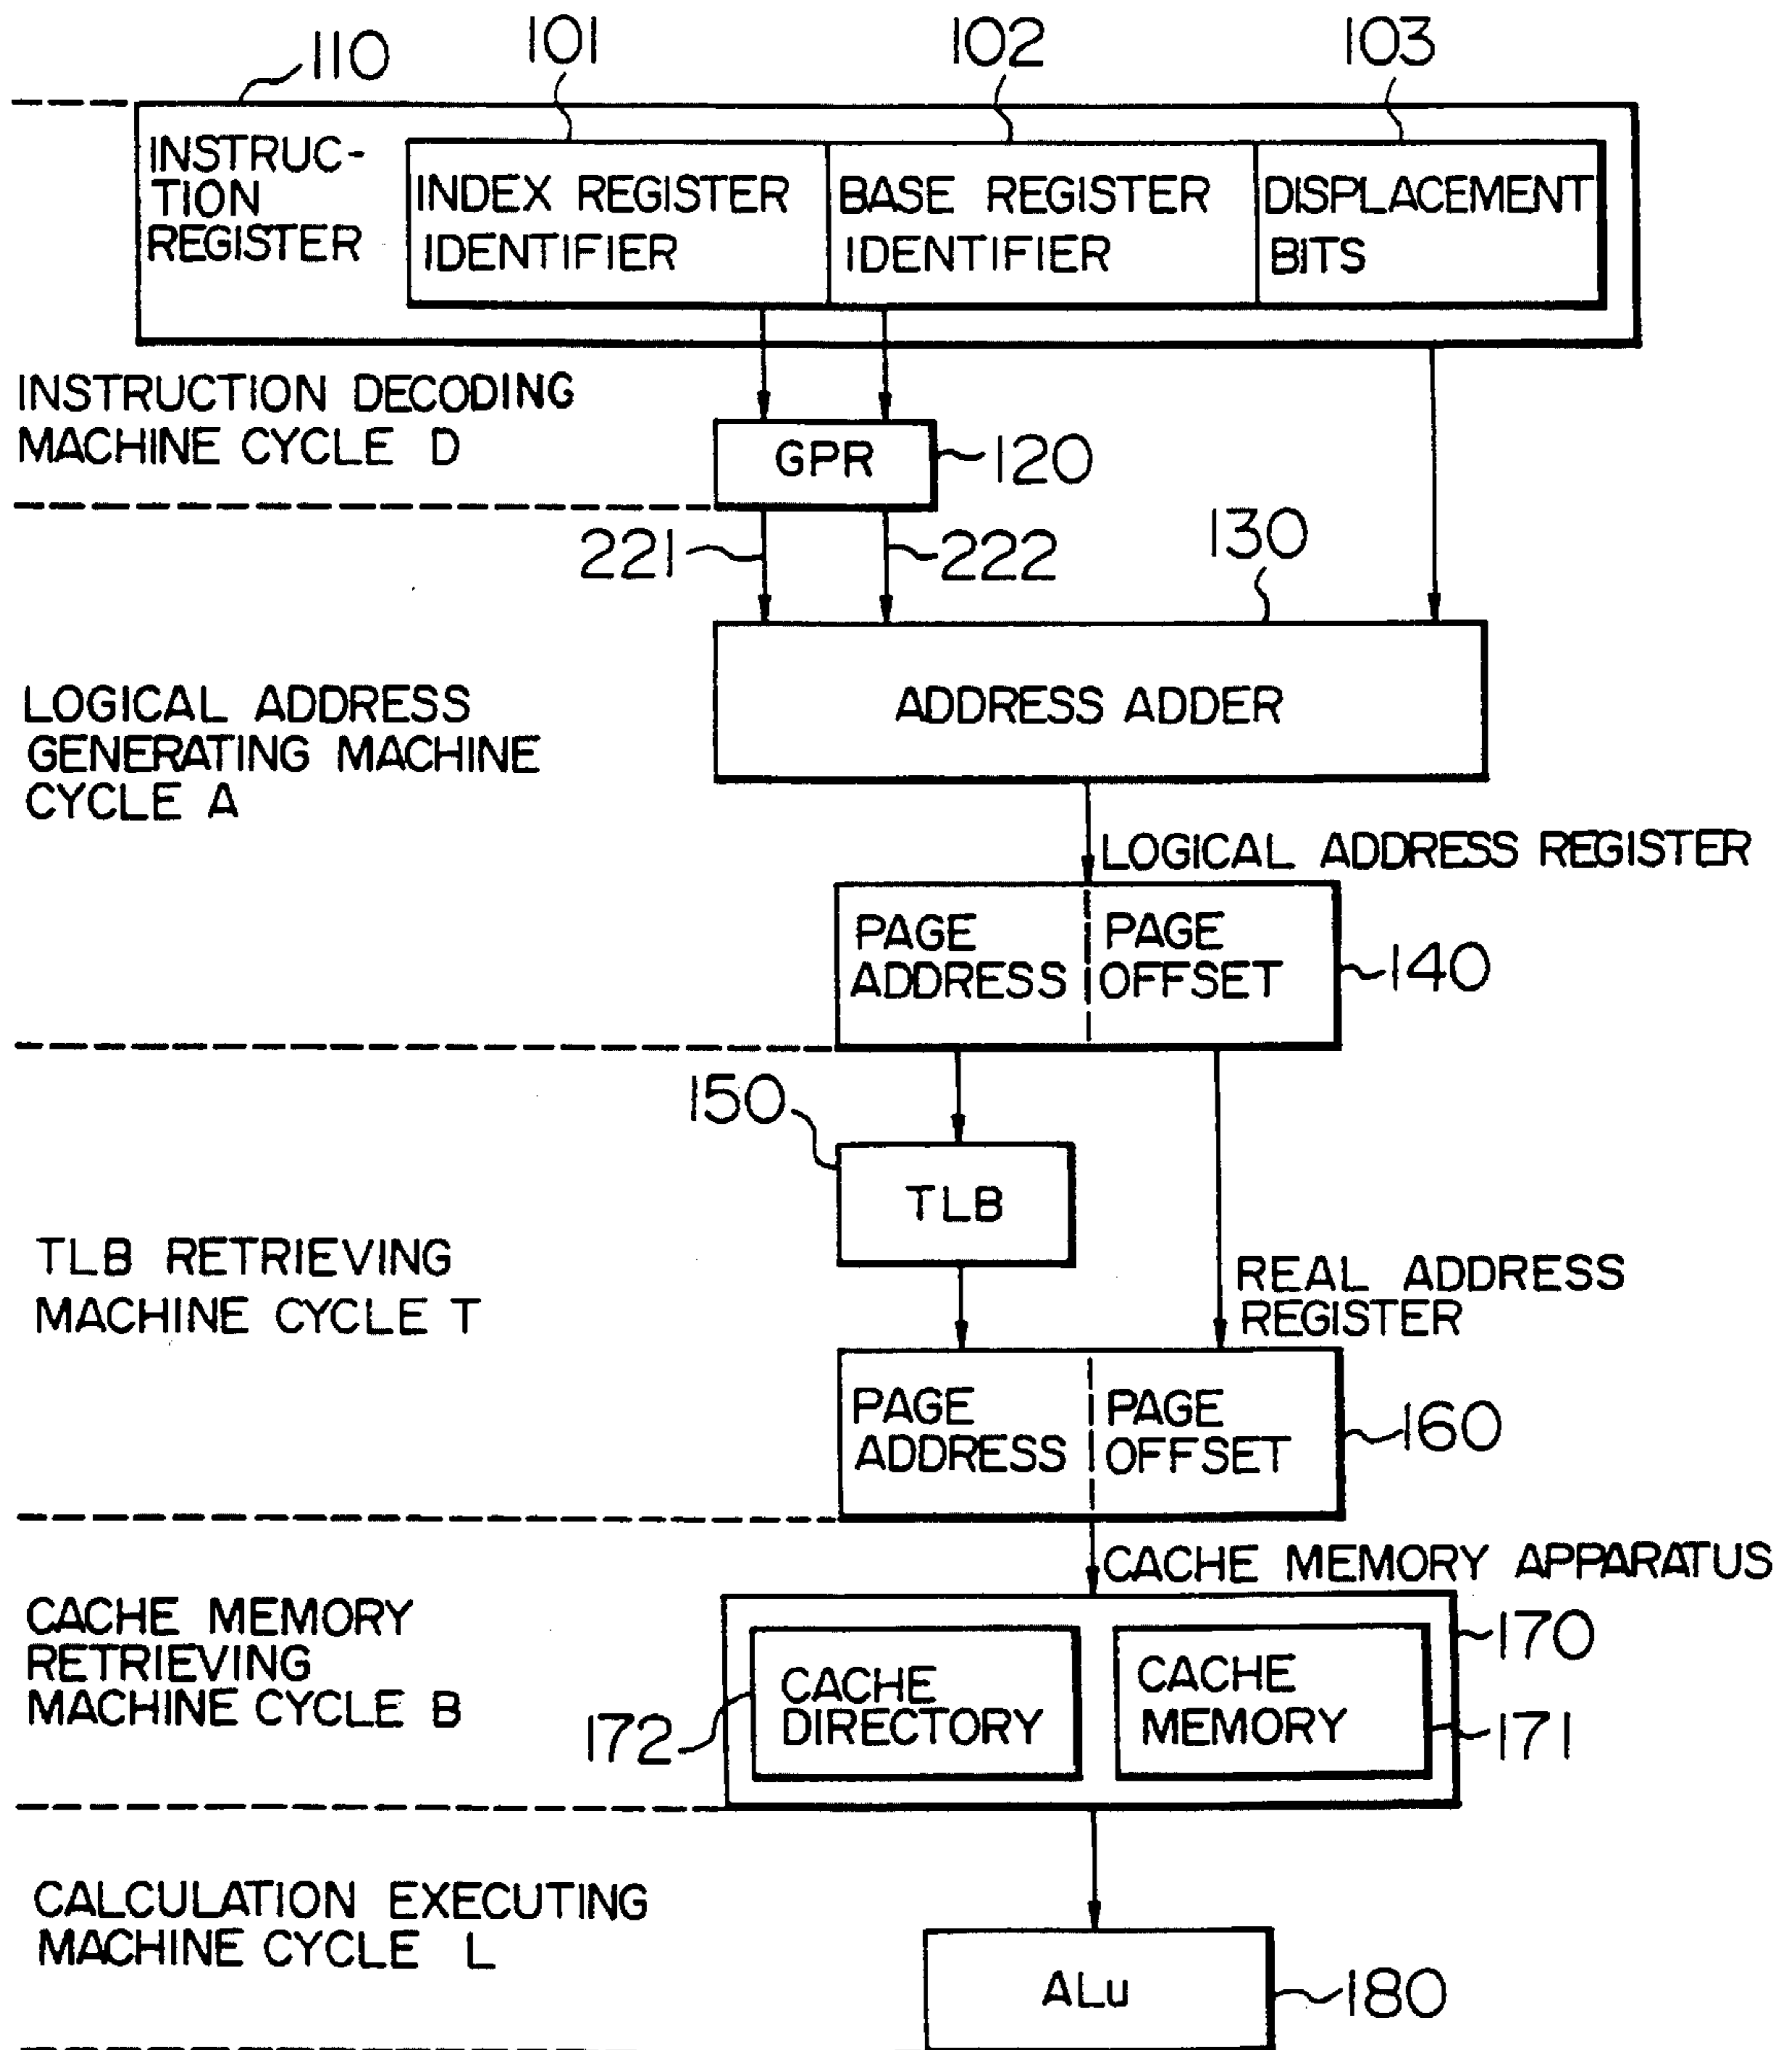 110
101
102
103
INSTRUC-
TION
REGISTER
INDEX REGISTER
IDENTIFIER
BASE REGISTER
IDENTIFIER
DISPLACEMENT
BITS
INSTRUCTION DECODING
MACHINE CYCLE D
GPR
120
221
222
130
LOGICAL ADDRESS
GENERATING MACHINE
CYCLE A
ADDRESS ADDER
LOGICAL ADDRESS REGISTER
PAGE
ADDRESS
PAGE
OFFSET
140
150
TLB
TLB RETRIEVING
MACHINE CYCLE T
REAL ADDRESS
REGISTER
PAGE
ADDRESS
PAGE
OFFSET
160
CACHE MEMORY APPARATUS
CACHE MEMORY
RETRIEVING
MACHINE CYCLE B
170
CACHE
DIRECTORY
172
CACHE
MEMORY
171
CALCULATION EXECUTING
MACHINE CYCLE L
ALu
180